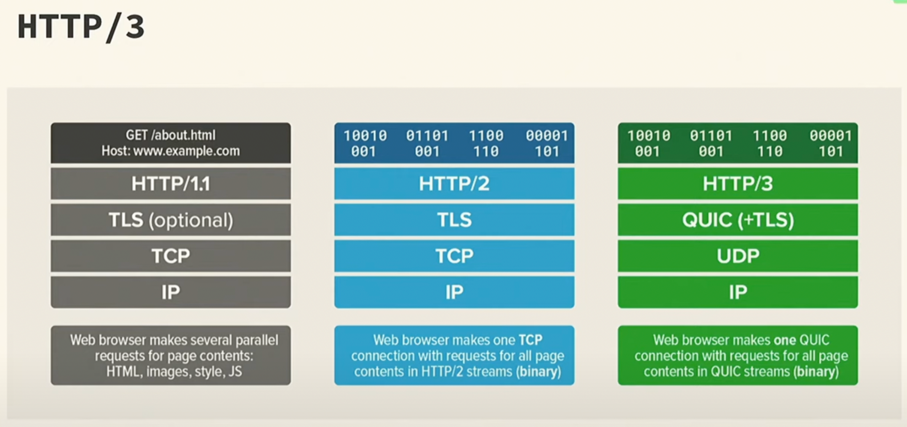 HTTP/3
GET /about.html
Host: www.example.com
HTTP/1.1
TLS (optional)
TCP
IP
Web browser makes several parallel
requests for page contents:
HTML, images, style, JS
10010 01101 1100 00001
001 001 110 101
HTTP/2
TLS
TCP
IP
Web browser makes one TCP
connection with requests for all page
contents in HTTP/2 streams (binary)
10010 01101 1100 00001
001 001 110 101
HTTP/3
QUIC (+TLS)
UDP
IP
Web browser makes one QUIC
connection with requests for all page
contents in QUIC streams (binary)